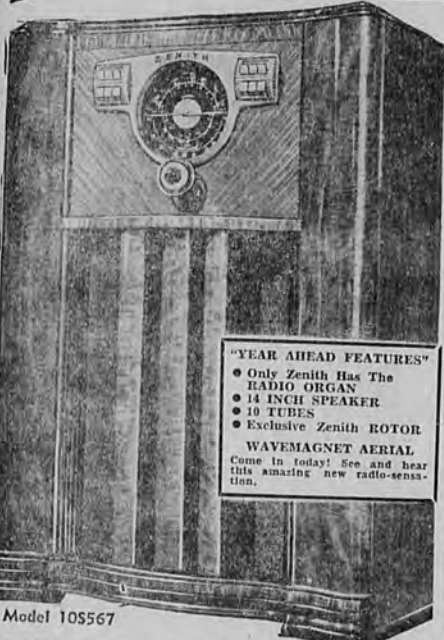 ZENITH
"YEAR AHEAD FEATURES"
● Only Zenith Has The
RADIO ORGAN
● 14 INCH SPEAKER
● 10 TUBES
● Exclusive Zenith ROTOR
WAVEMAGNET AERIAL
Come in today! See and hear
this amazing new radio-sensa-
tion.
Model 10S567